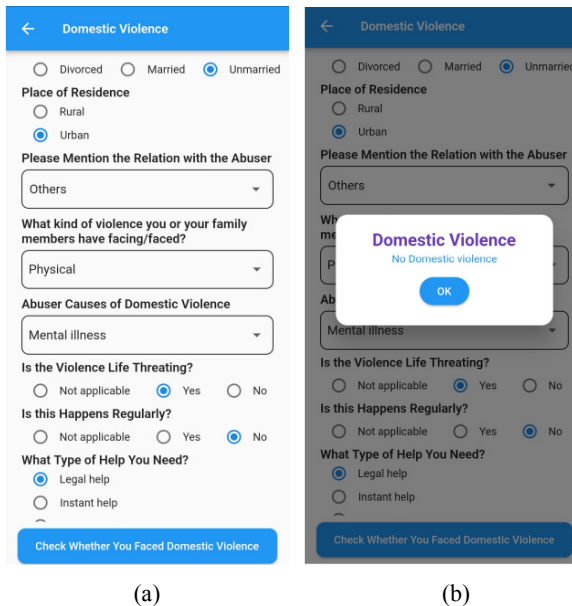 Domestic Violence
Divorced Married Unmarried
Place of Residence
Rural
Urban
Please Mention the Relation with the Abuser
Others
What kind of violence you or your family
members have facing/faced?
Physical
Abuser Causes of Domestic Violence
Mental illness
Is the Violence Life Threating?
Not applicable Yes No
Is this Happens Regularly?
Not applicable Yes No
What Type of Help You Need?
Legal help
Instant help
Check Whether You Faced Domestic Violence
(a)
Domestic Violence
Divorced Married Unmarried
Place of Residence
Rural
Urban
Please Mention the Relation with the Abuser
Others
Wh
me
Domestic Violence
No Domestic violence
OK
P
Ab
Mental illness
Is the Violence Life Threating?
Not applicable Yes No
Is this Happens Regularly?
Not applicable Yes No
What Type of Help You Need?
Legal help
Instant help
Check Whether You Faced Domestic Violence
(b)